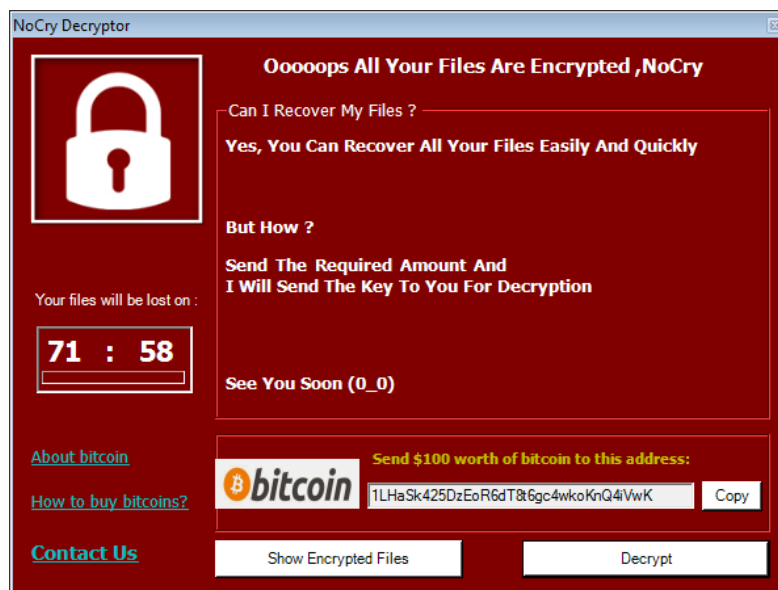 NoCry Decryptor
Ooooops All Your Files Are Encrypted ,NoCry
Can I Recover My Files ?
Yes, You Can Recover All Your Files Easily And Quickly
But How ?
Send The Required Amount And
I Will Send The Key To You For Decryption
See You Soon (0_0)
Your files will be lost on :
71 : 58
About bitcoin
How to buy bitcoins?
Contact Us
bitcoin
Send $100 worth of bitcoin to this address:
1LHaSk425DzEoR6dT8t6gc4wkoKnQ4iVwK
Copy
Show Encrypted Files
Decrypt